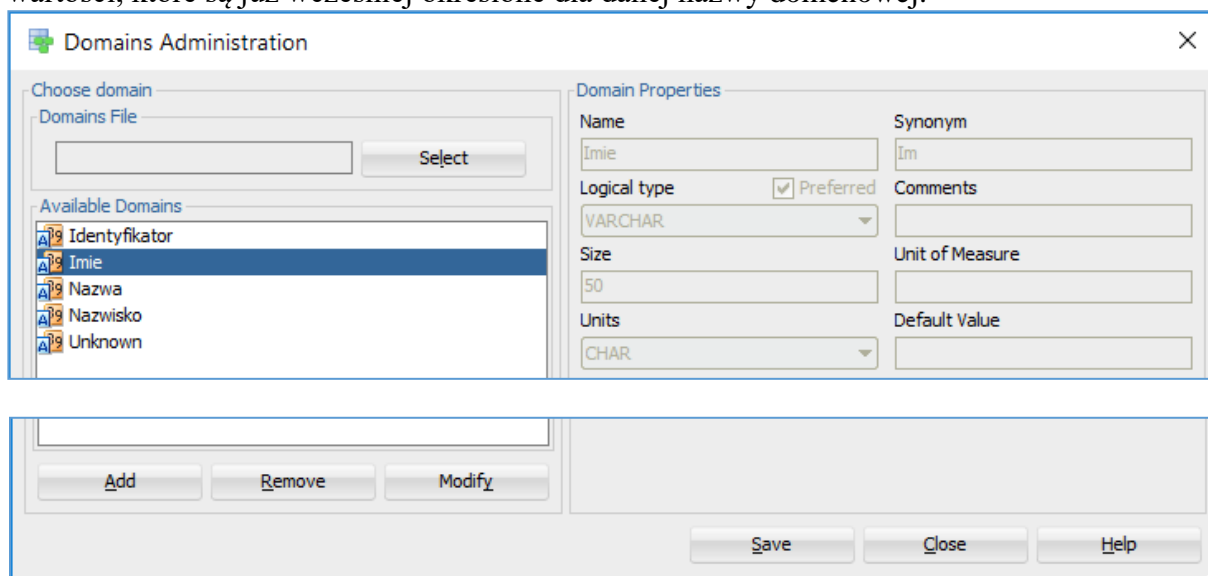 wartości, które są już wcześniej określone dla danej nazwy domenowej.
Domains Administration
Choose domain
Domains File
Select
Available Domains
Identyfikator
Imie
Nazwa
Nazwisko
Unknown
Domain Properties
Name
Synonym
Imie
Im
Logical type
Preferred
Comments
VARCHAR
Size
Unit of Measure
50
Units
Default Value
CHAR
Add
Remove
Modify
Save
Close
Help